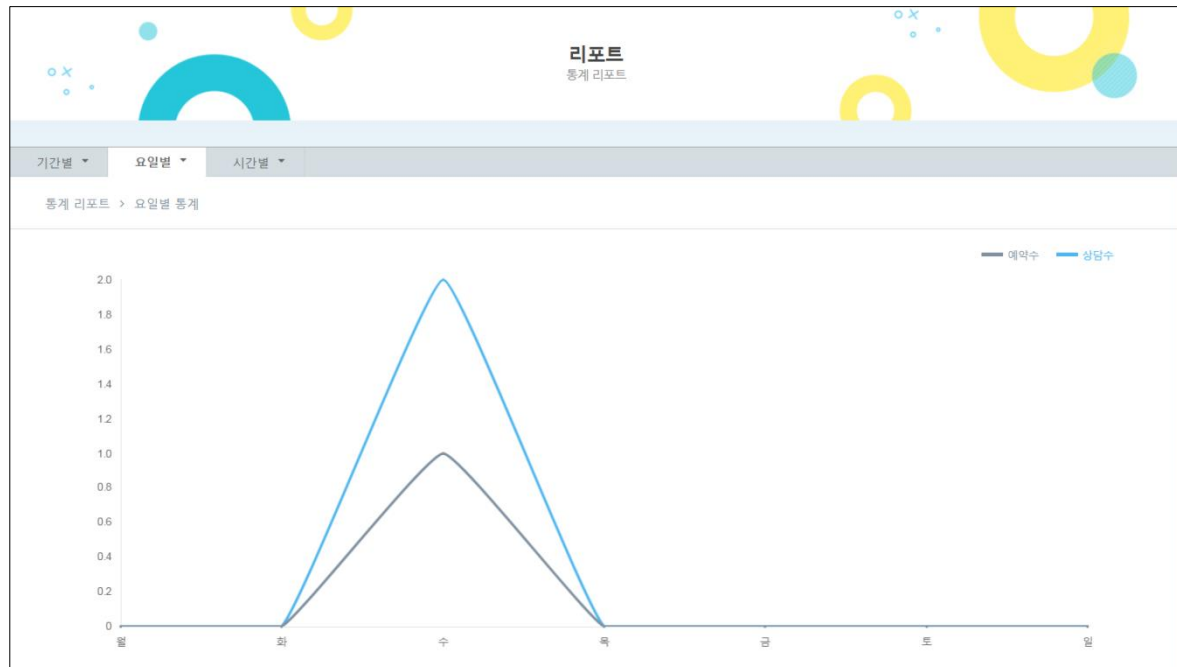 리포트
통계 리포트
기간별 요일별 시간별
통계 리포트 > 요일별 통계
예약수 상담수
2.0
1.8
1.6
1.4
1.2
1.0
0.8
0.6
0.4
0.2
0
월 화 수 목 금 토 일